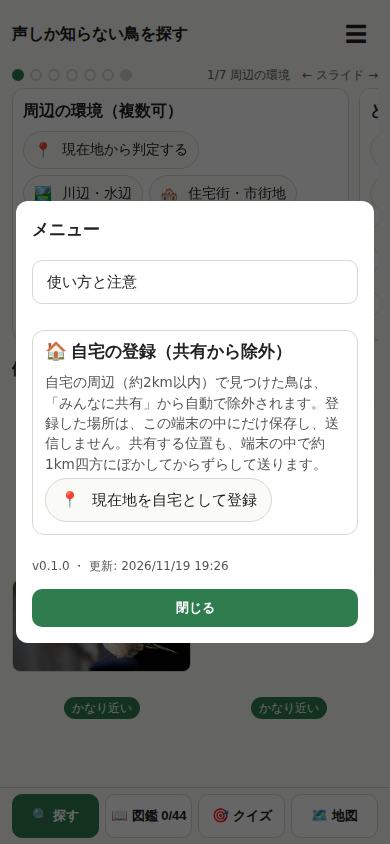 声しか知らない鳥を探す
1/7 周辺の環境 ← スライド →
周辺の環境（複数可）
📍 現在地から判定する
🏞️ 川辺・水辺 🏘️ 住宅街・市街地
メニュー
使い方と注意
🏠 自宅の登録（共有から除外）
自宅の周辺（約2km以内）で見つけた鳥は、
「みんなに共有」から自動で除外されます。登
録した場所は、この端末の中にだけ保存し、送
信しません。共有する位置も、端末の中で約
1km四方にぼかしてからずらして送ります。
📍 現在地を自宅として登録
v0.1.0 ・ 更新: 2026/11/19 19:26
閉じる
かなり近い かなり近い
🔍 探す 📖 図鑑 0/44 🎯 クイズ 🗺️ 地図